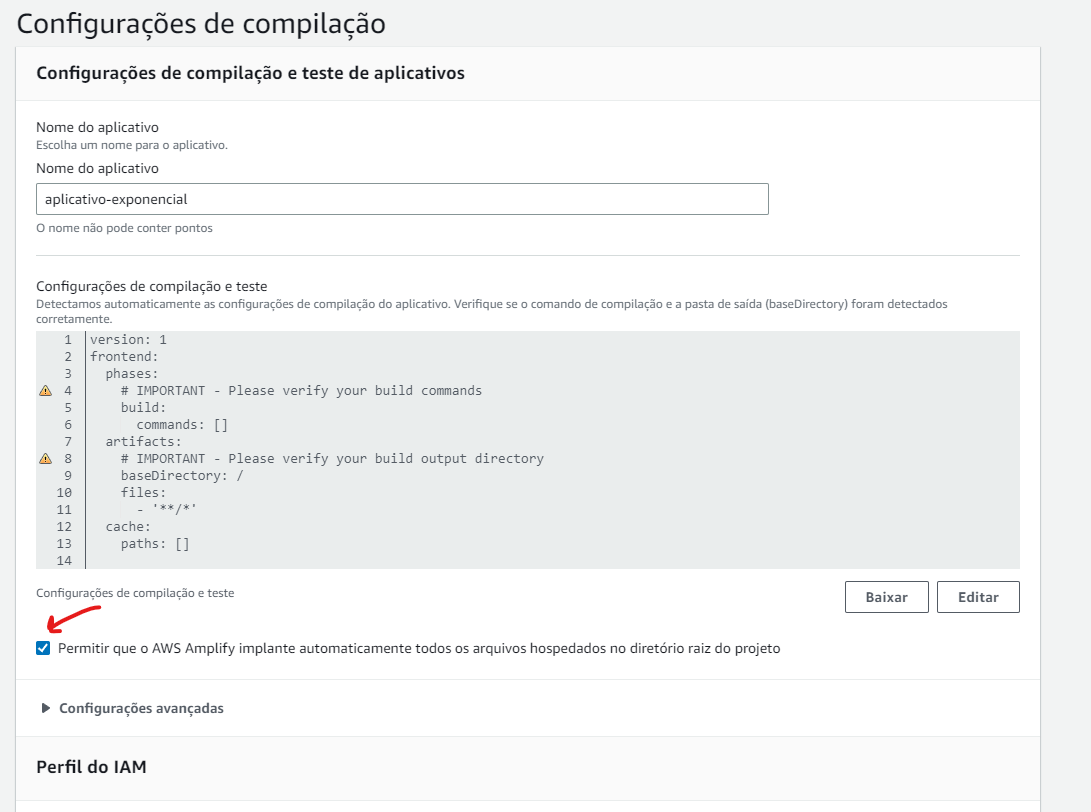 Configurações de compilação
Configurações de compilação e teste de aplicativos
Nome do aplicativo
Escolha um nome para o aplicativo.
Nome do aplicativo
aplicativo-exponencial
O nome não pode conter pontos
Configurações de compilação e teste
Detectamos automaticamente as configurações de compilação do aplicativo. Verifique se o comando de compilação e a pasta de saída (baseDirectory) foram detectados
corretamente.
1 version: 1
2 frontend:
3   phases:
4     # IMPORTANT - Please verify your build commands
5     build:
6       commands: []
7   artifacts:
8     # IMPORTANT - Please verify your build output directory
9     baseDirectory: /
10     files:
11       - '**/*'
12   cache:
13     paths: []
14
Configurações de compilação e teste
Baixar Editar
Permitir que o AWS Amplify implante automaticamente todos os arquivos hospedados no diretório raiz do projeto
Configurações avançadas
Perfil do IAM